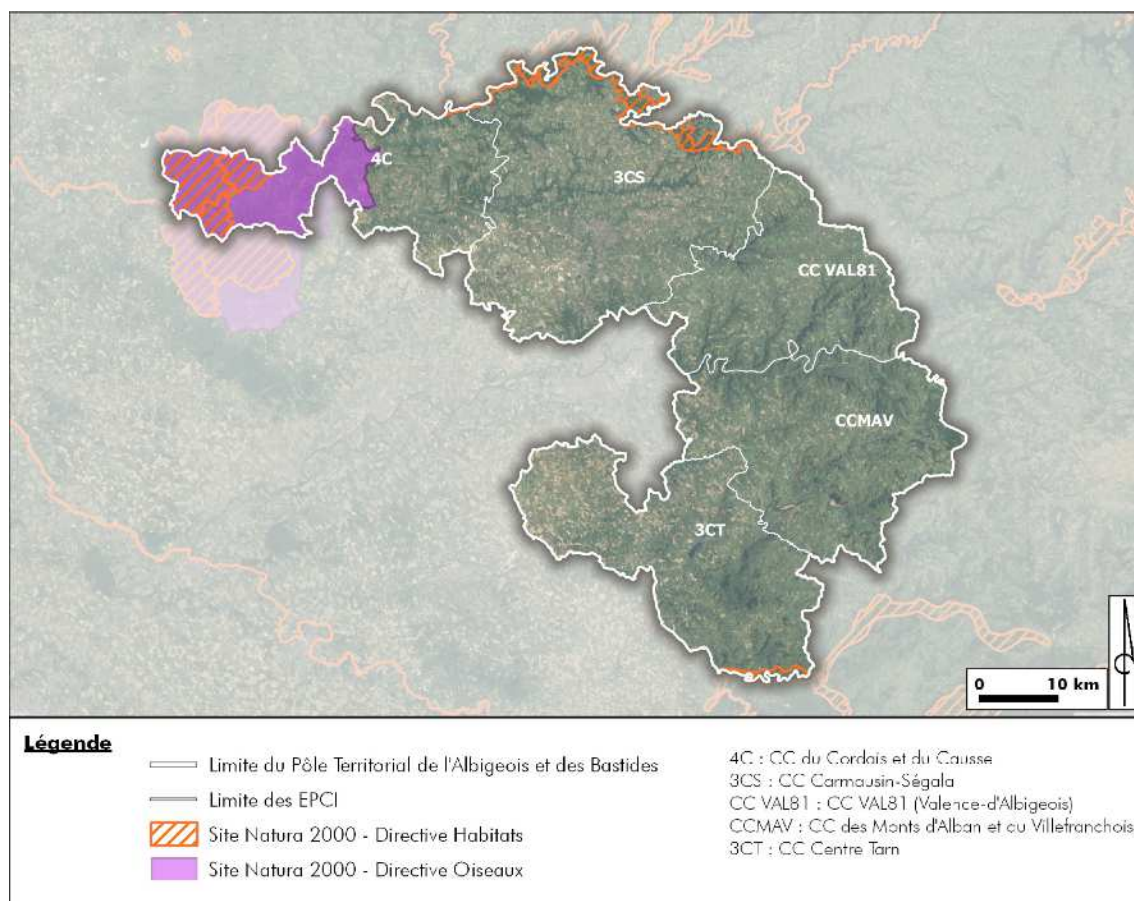 4C
3CS
CC VAL81
CCMAV
3CT
0 10 km
Légende
Limite du Pôle Territorial de l'Albigeois et des Bastides
Limite des EPCI
Site Natura 2000 - Directive Habitats
Site Natura 2000 - Directive Oiseaux
4C : CC du Cordais et du Causse
3CS : CC Carmausin-Ségala
CC VAL81 : CC VAL81 (Valence-d'Albigeois)
CCMAV : CC des Monts d'Alban et du Villefranchois
3CT : CC Centre Tarn